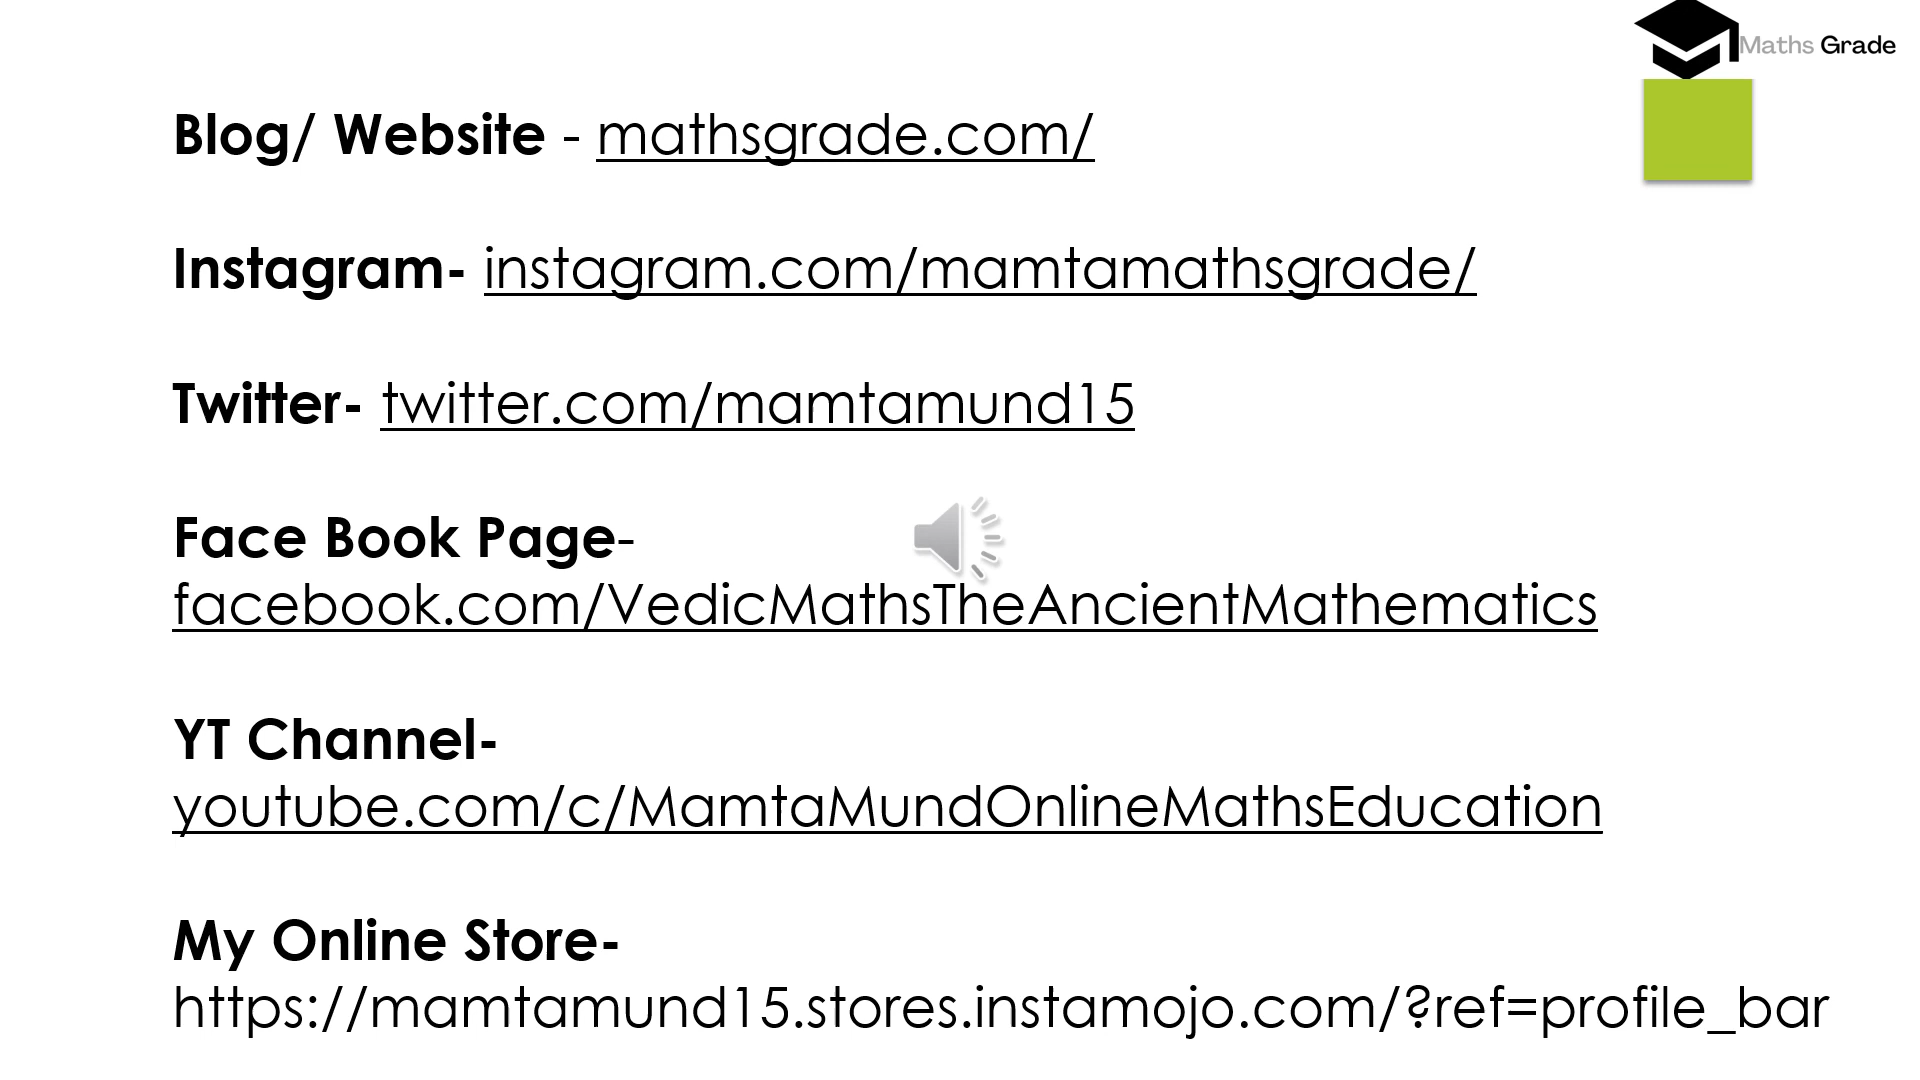 Maths Grade
Blog/ Website - mathsgrade.com/
Instagram- instagram.com/mamtamathsgrade/
Twitter- twitter.com/mamtamund15
Face Book Page-
facebook.com/VedicMathsTheAncientMathematics
YT Channel-
youtube.com/c/MamtaMundOnlineMathsEducation
My Online Store-
https://mamtamund15.stores.instamojo.com/?ref=profile_bar